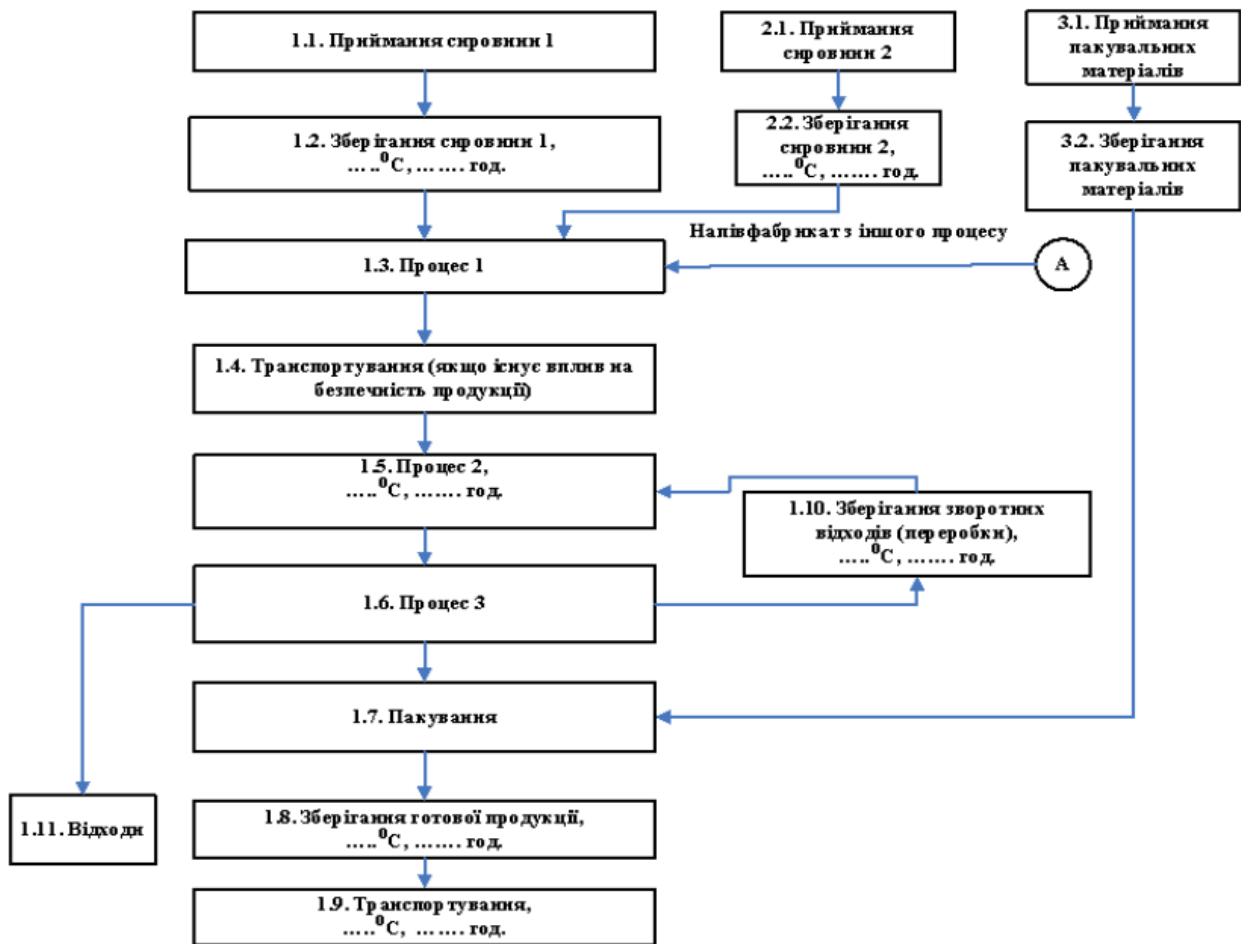 1.1. Приймання сировини 1
2.1. Приймання
сировини 2
3.1. Приймання
пакувальних
матеріалів
1.2. Зберігання сировини 1,
…..⁰С, ……. год.
2.2. Зберігання
сировини 2,
…..⁰С, ……. год.
3.2. Зберігання
пакувальних
матеріалів
Напівфабрикат з іншого процесу
1.3. Процес 1
А
1.4. Транспортування (якщо існує вплив на
безпечність продукції)
1.5. Процес 2,
…..⁰С, ……. год.
1.10. Зберігання зворотних
відходів (переробки),
…..⁰С, ……. год.
1.6. Процес 3
1.7. Пакування
1.11. Відходи
1.8. Зберігання готової продукції,
…..⁰С, ……. год.
1.9. Транспортування,
…..⁰С, ……. год.